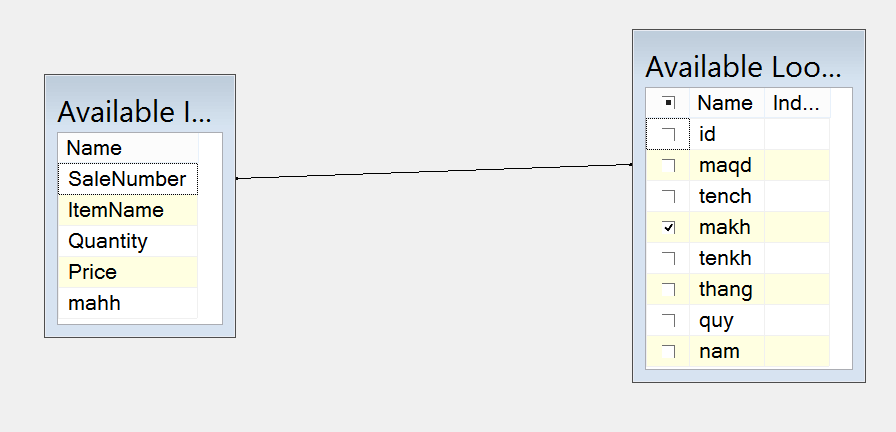 Available I...
Name
SaleNumber
ItemName
Quantity
Price
mahh
Available Loo...
Name Ind...
id
maqd
tench
makh
tenkh
thang
quy
nam